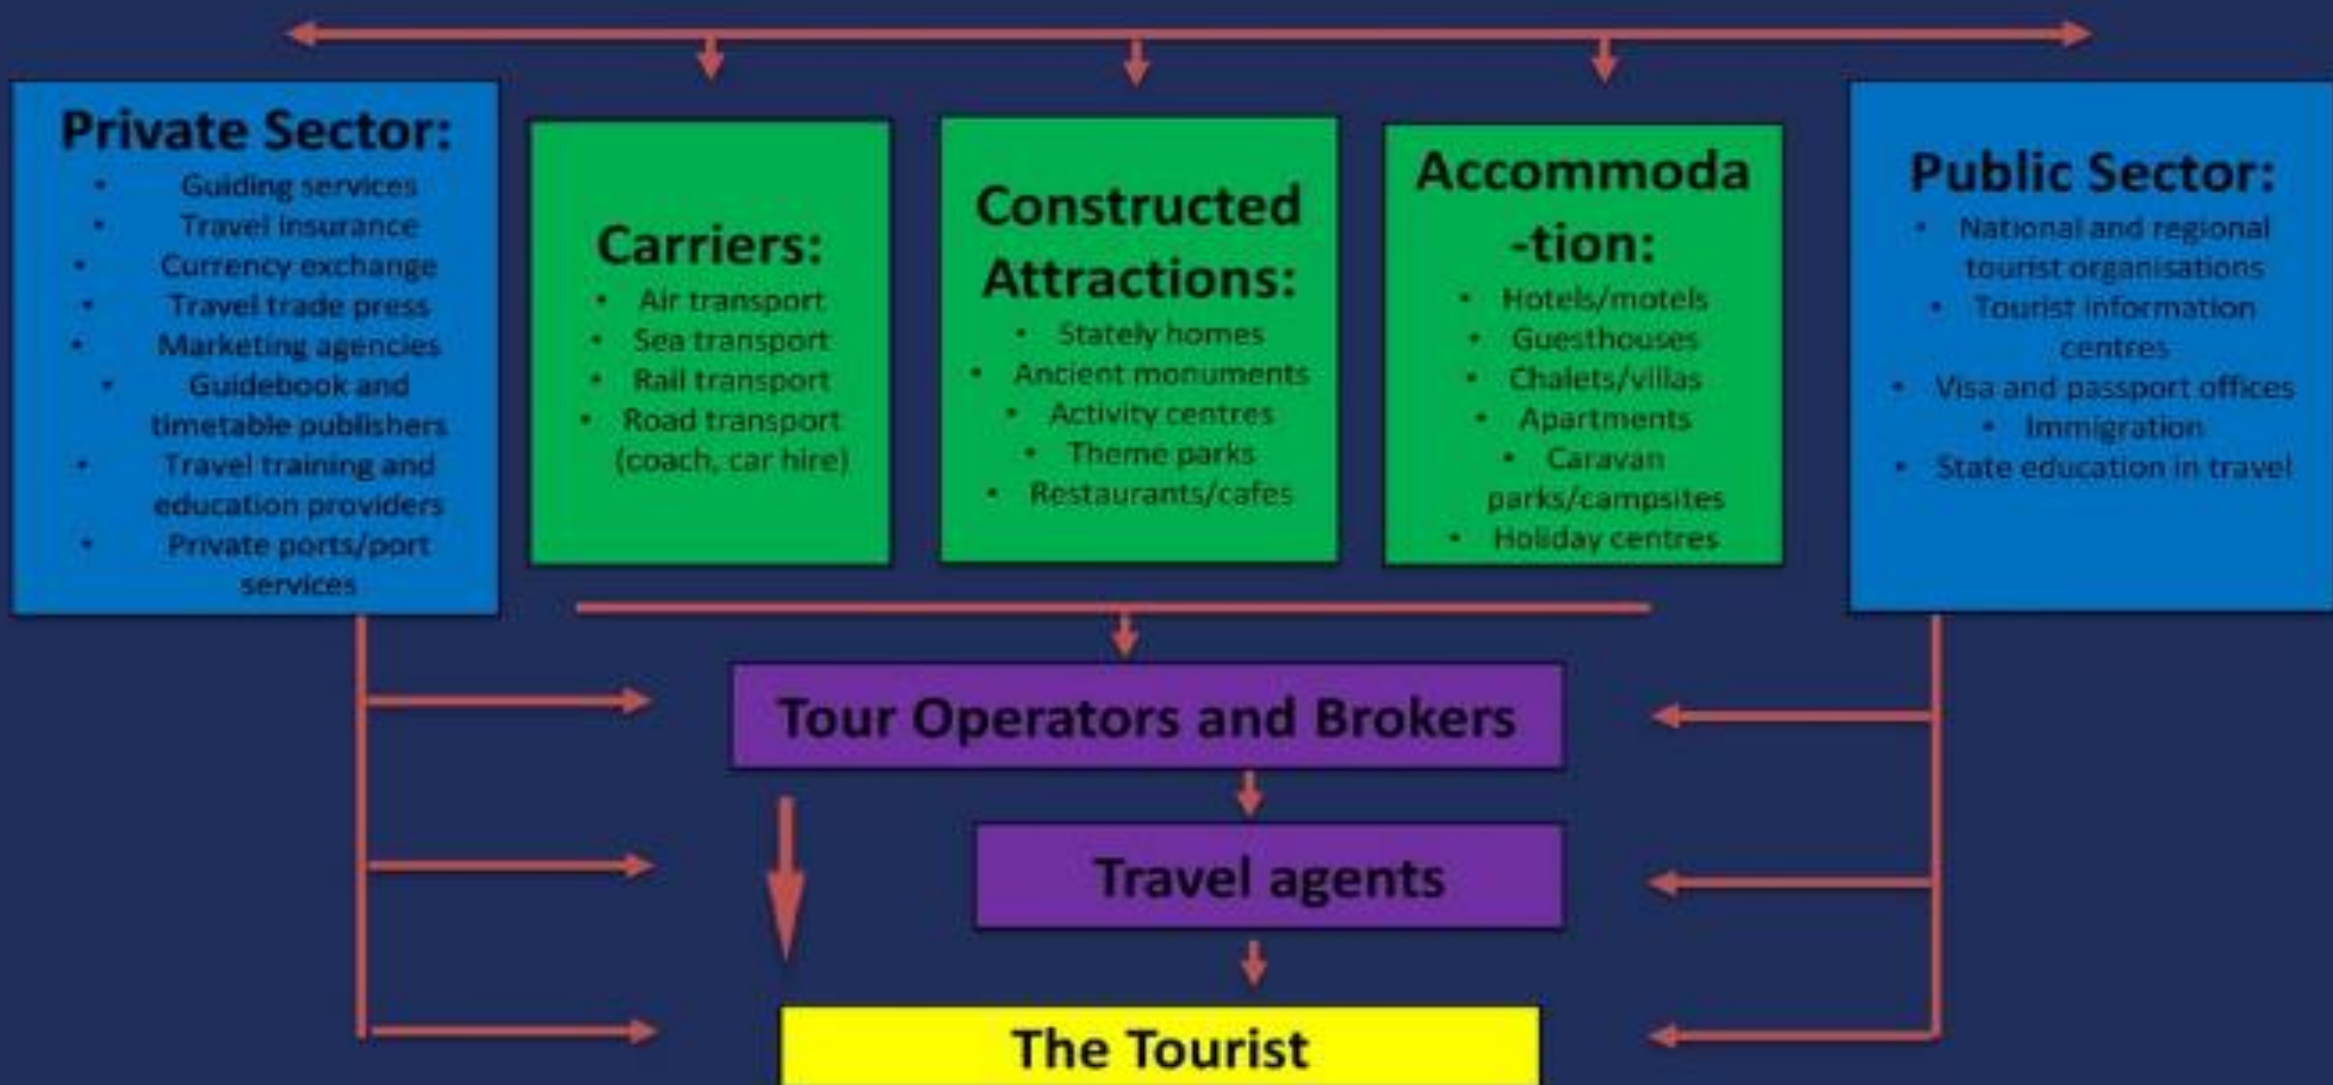 Private Sector:
• Guiding services
• Travel insurance
• Currency exchange
• Travel trade press
• Marketing agencies
• Guidebook and
timetable publishers
• Travel training and
education providers
• Private ports/port
services
Carriers:
• Air transport
• Sea transport
• Rail transport
• Road transport
(coach, car hire)
Constructed
Attractions:
• Stately homes
• Ancient monuments
• Activity centres
• Theme parks
• Restaurants/cafes
Accommoda
-tion:
• Hotels/motels
• Guesthouses
• Chalets/villas
• Apartments
• Caravan
parks/campsites
• Holiday centres
Public Sector:
• National and regional
tourist organisations
• Tourist information
centres
• Visa and passport offices
• Immigration
• State education in travel
Tour Operators and Brokers
Travel agents
The Tourist